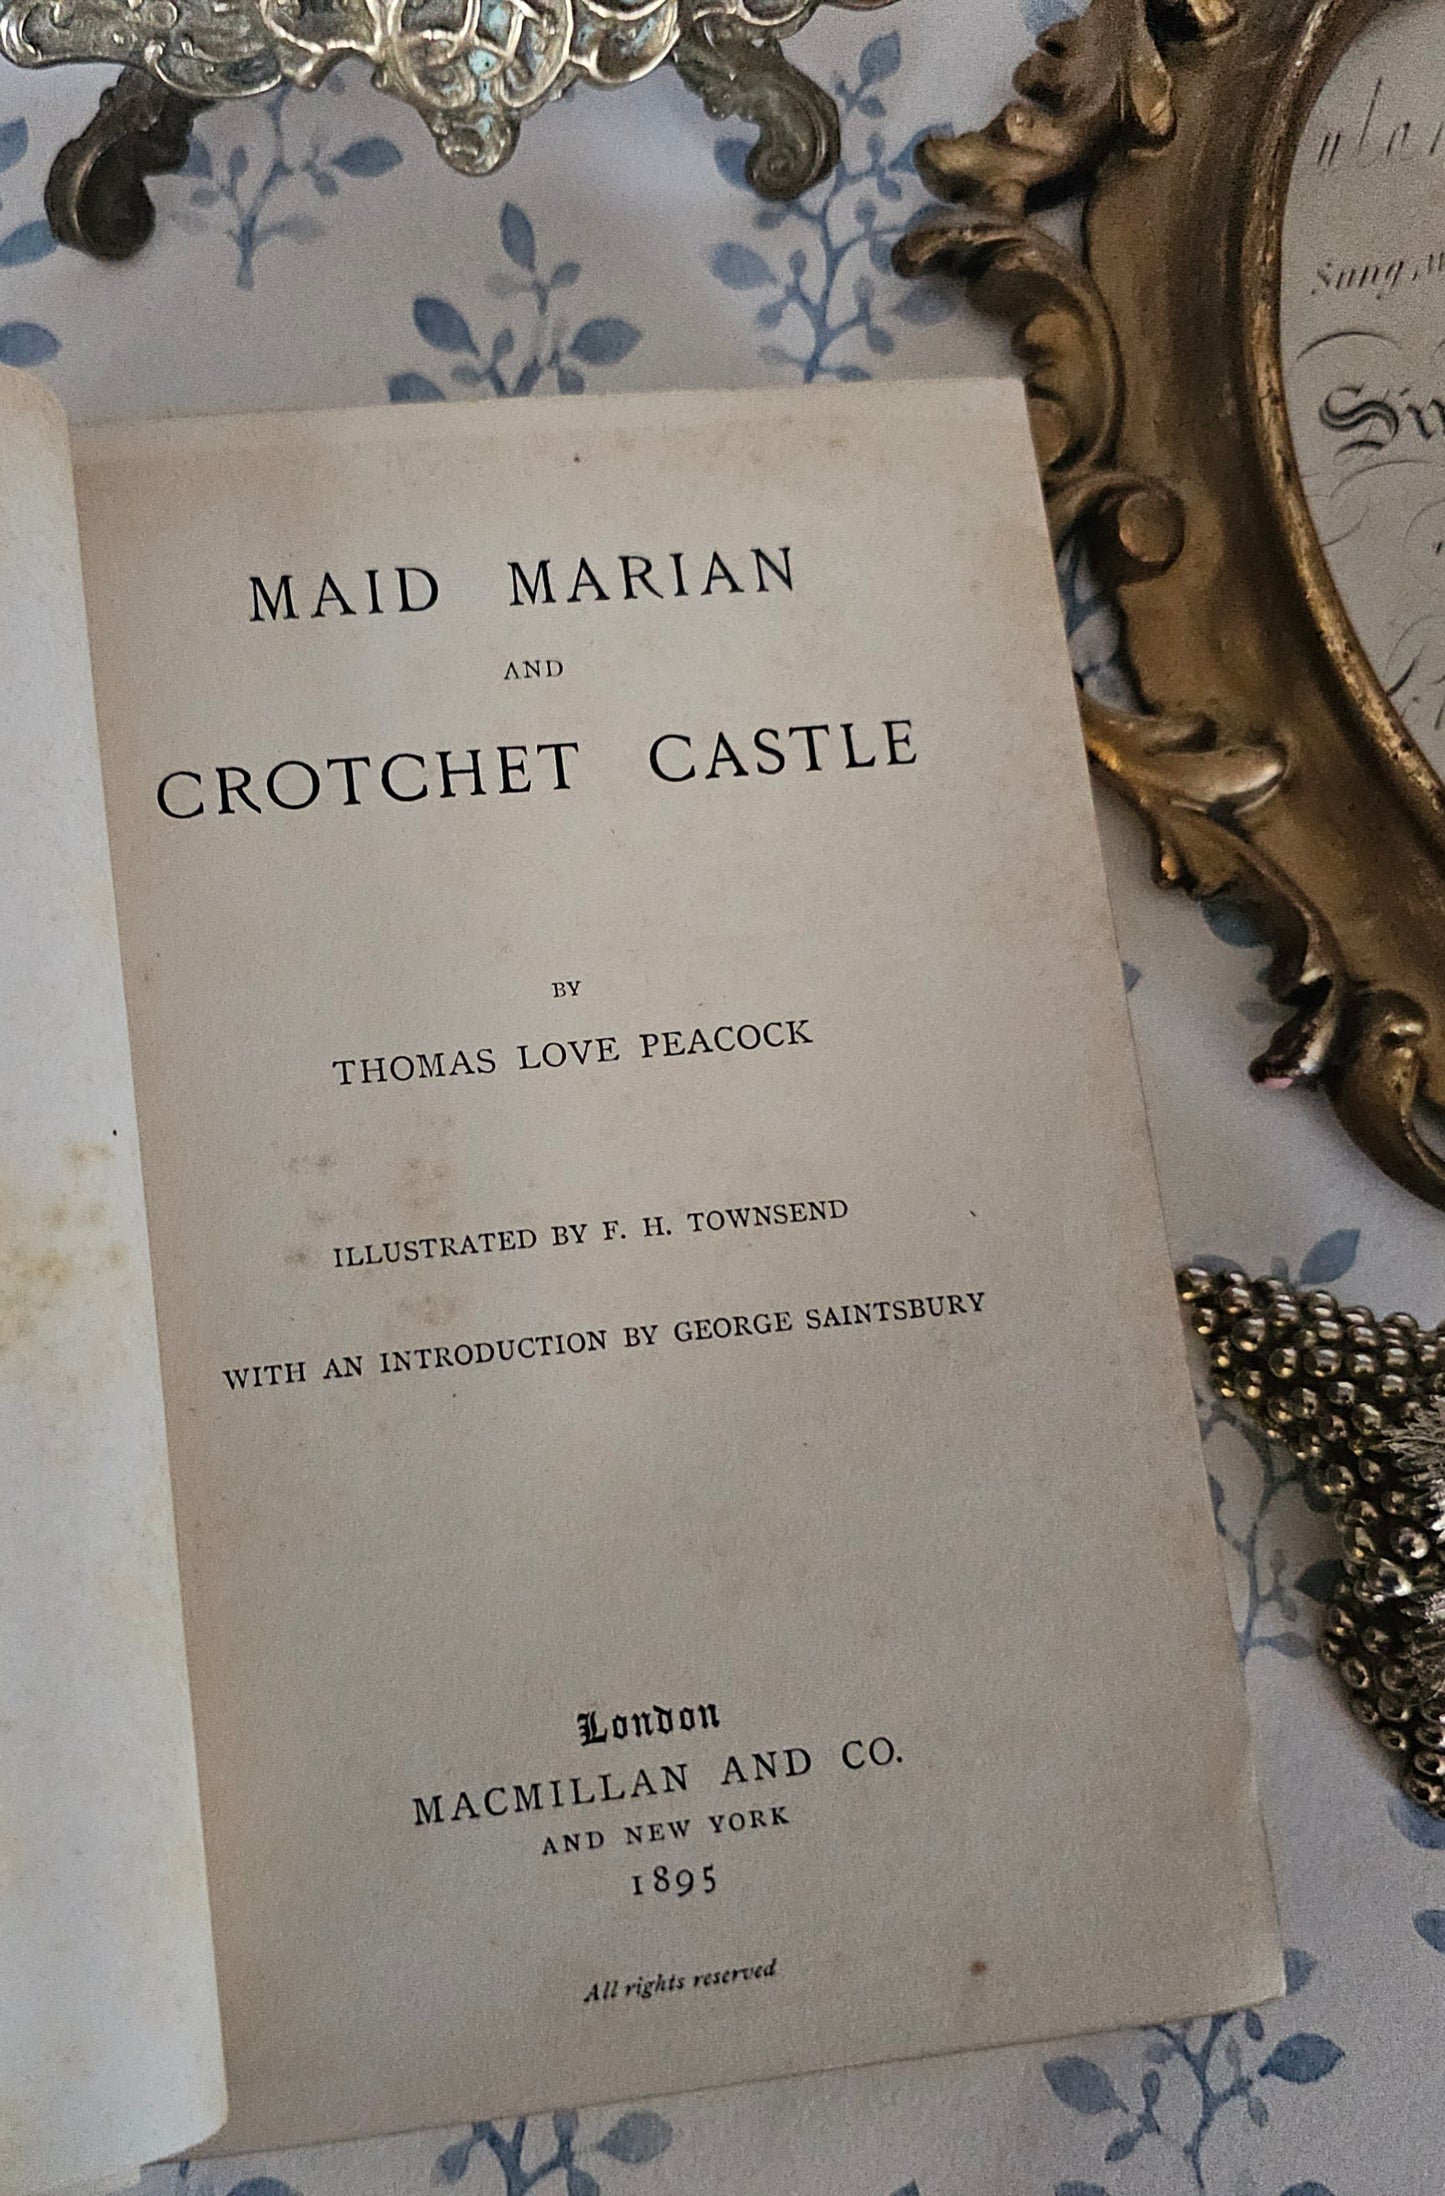 MAID MARIAN
AND
CROTCHET CASTLE
BY
THOMAS LOVE PEACOCK
ILLUSTRATED BY F. H. TOWNSEND
WITH AN INTRODUCTION BY GEORGE SAINTSBURY
London
MACMILLAN AND CO.
AND NEW YORK
1895
All rights reserved
Sung